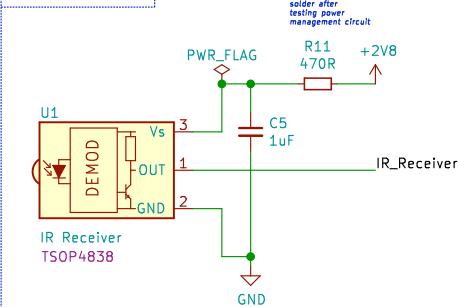 solder after
testing power
management circuit
PWR_FLAG
R11
470R
+2V8
U1
Vs
3
C5
1uF
DEMOD
OUT
1
IR_Receiver
GND
2
IR Receiver
TSOP4838
GND